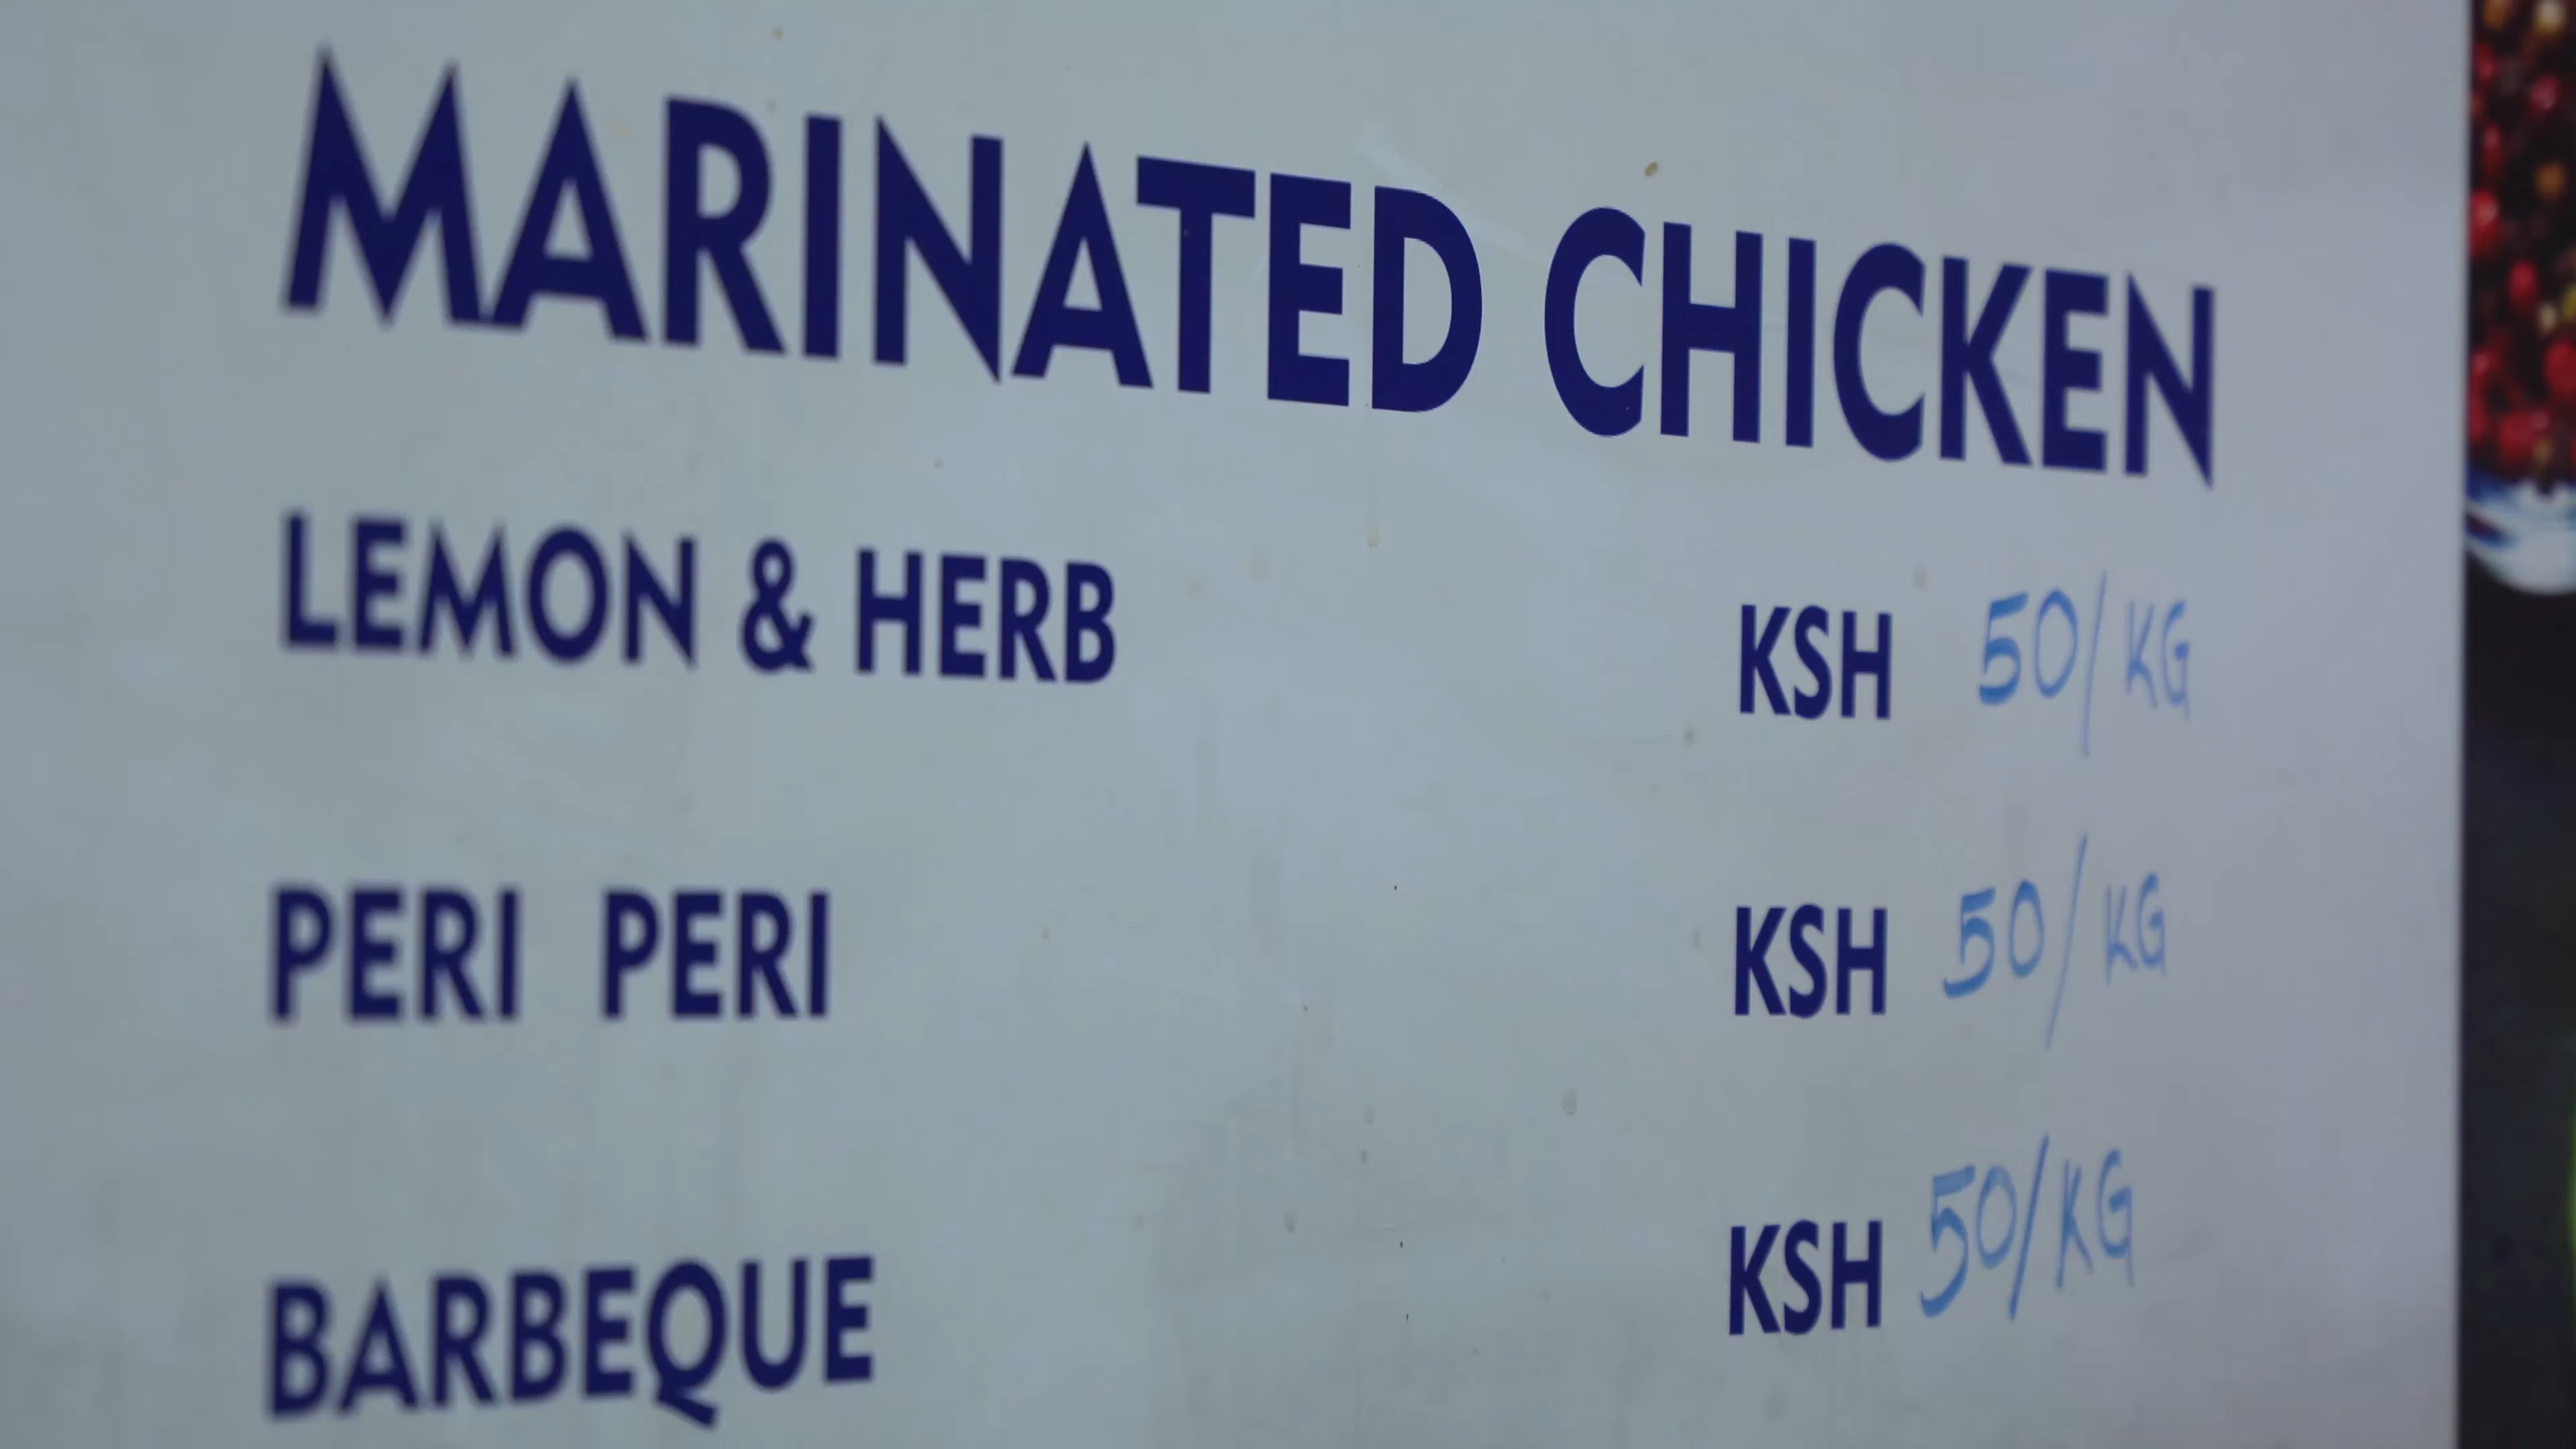 MARINATED CHICKEN
LEMON & HERB KSH 50/KG
PERI PERI KSH 50/KG
BARBEQUE KSH 50/KG